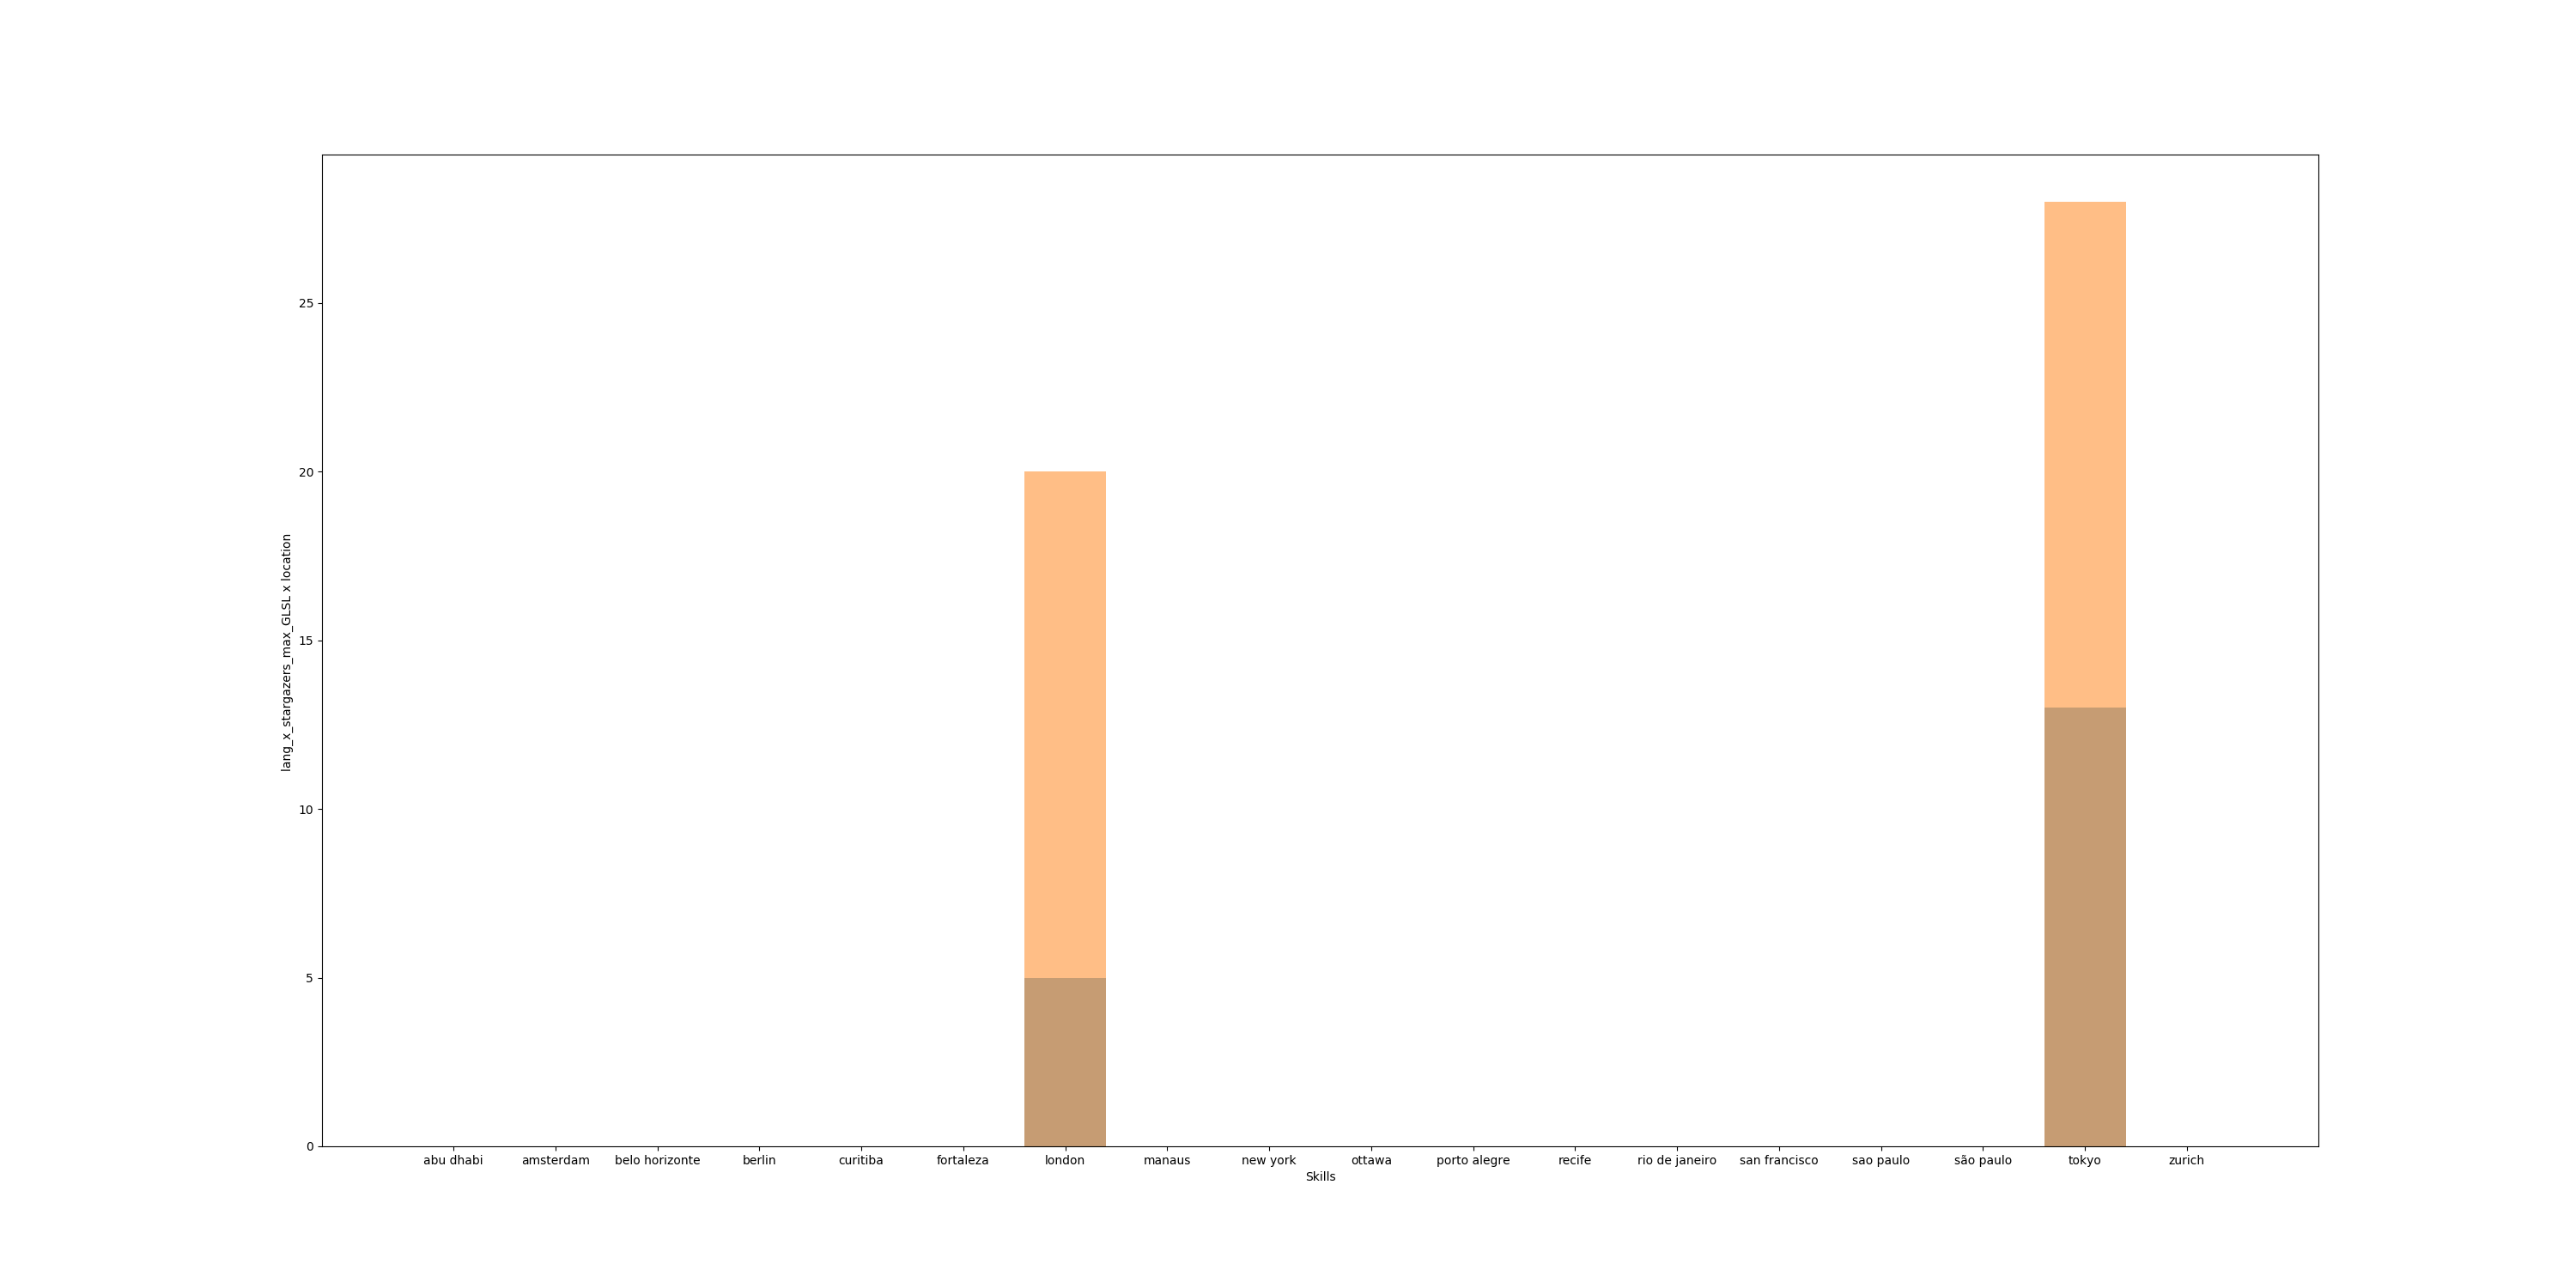 lang_x_stargazers_max_GLSL x location
25
20
15
10
5
0
abu dhabi amsterdam belo horizonte berlin curitiba fortaleza london manaus new york ottawa porto alegre recife rio de janeiro san francisco sao paulo são paulo tokyo zurich
Skills